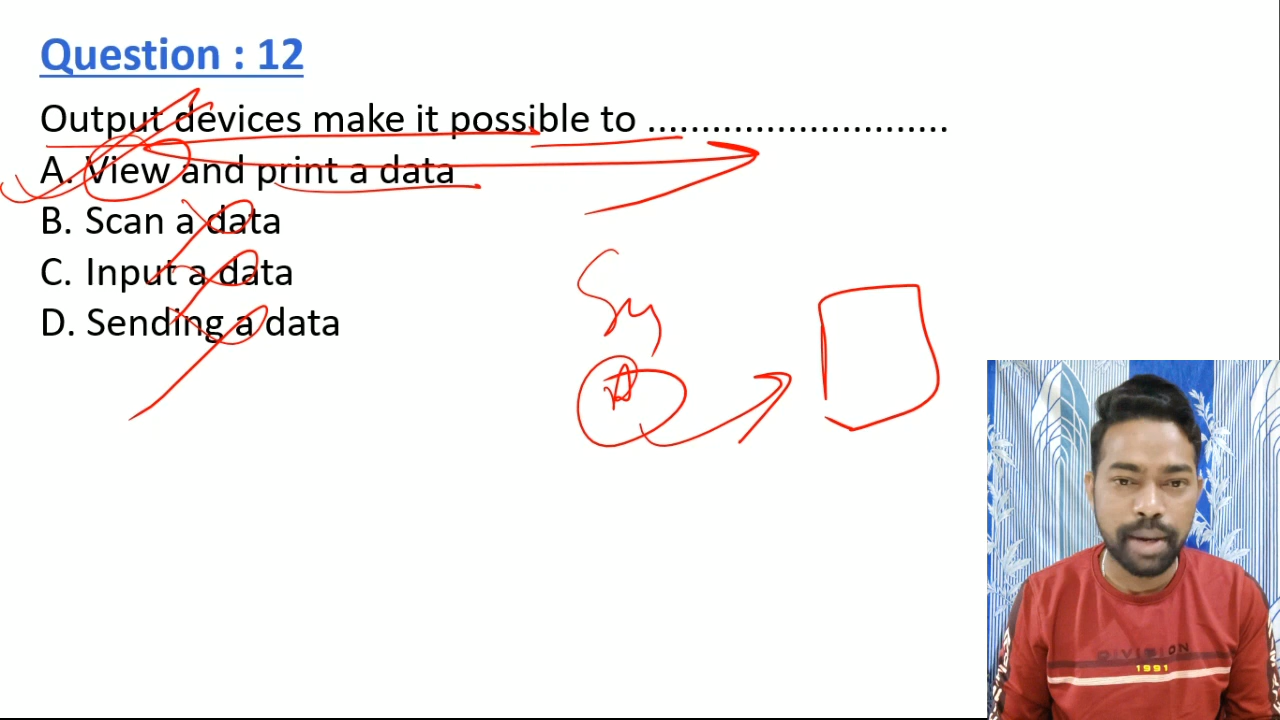 Question : 12
Output devices make it possible to ............................
A. View and print a data
B. Scan a data
C. Input a data
D. Sending a data
DIVISION
1991